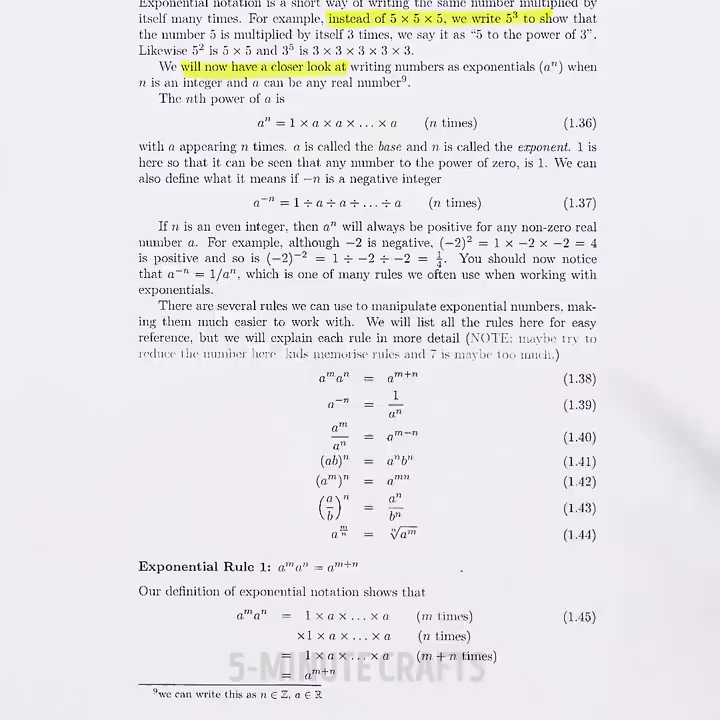 Exponential notation is a short way of writing the same number multiplied by
itself many times. For example, instead of 5 × 5 × 5, we write 5³ to show that
the number 5 is multiplied by itself 3 times, we say it as “5 to the power of 3”.
Likewise 5² is 5 × 5 and 3⁵ is 3 × 3 × 3 × 3 × 3.
We will now have a closer look at writing numbers as exponentials (aⁿ) when
n is an integer and a can be any real number⁹.
The nth power of a is
aⁿ = 1 × a × a × . . . × a (n times) (1.36)
with a appearing n times. a is called the base and n is called the exponent. 1 is
here so that it can be seen that any number to the power of zero, is 1. We can
also define what it means if −n is a negative integer
a⁻ⁿ = 1 ÷ a ÷ a ÷ . . . ÷ a (n times) (1.37)
If n is an even integer, then aⁿ will always be positive for any non-zero real
number a. For example, although −2 is negative, (−2)² = 1 × −2 × −2 = 4
is positive and so is (−2)⁻² = 1 ÷ −2 ÷ −2 = 1/4. You should now notice
that a⁻ⁿ = 1/aⁿ, which is one of many rules we often use when working with
exponentials.
There are several rules we can use to manipulate exponential numbers, mak-
ing them much easier to work with. We will list all the rules here for easy
reference, but we will explain each rule in more detail (NOTE: maybe try to
reduce the number here kids memorise rules and 7 is maybe too much.)
aᵐaⁿ = aᵐ⁺ⁿ (1.38)
a⁻ⁿ = 1/aⁿ (1.39)
aᵐ/aⁿ = aᵐ⁻ⁿ (1.40)
(ab)ⁿ = aⁿbⁿ (1.41)
(aᵐ)ⁿ = aᵐⁿ (1.42)
(a/b)ⁿ = aⁿ/bⁿ (1.43)
a^(m/n) = ⁿ√aᵐ (1.44)
Exponential Rule 1: aᵐaⁿ = aᵐ⁺ⁿ
Our definition of exponential notation shows that
aᵐaⁿ = 1 × a × . . . × a (m times) (1.45)
×1 × a × . . . × a (n times)
= 1 × a × . . . × a (m + n times)
= aᵐ⁺ⁿ
5-MINUTE CRAFTS
⁹we can write this as n ∈ ℤ, a ∈ ℝ